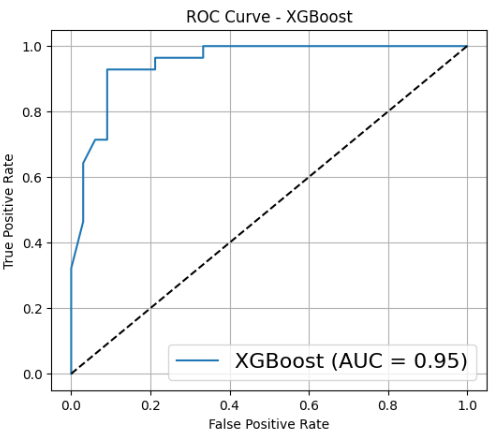 ROC Curve - XGBoost
True Positive Rate
1.0
0.8
0.6
0.4
0.2
0.0
XGBoost (AUC = 0.95)
0.0 0.2 0.4 0.6 0.8 1.0
False Positive Rate